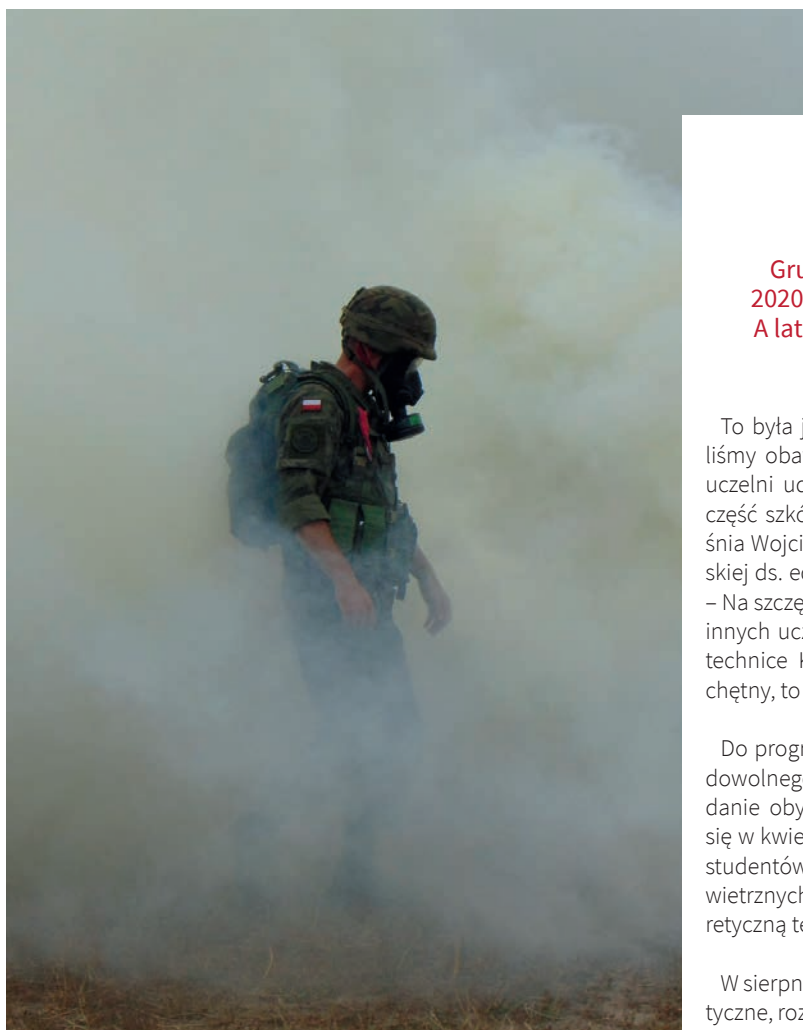 Gru
2020
A lat
To była j
liśmy oba
uczelni uc
część szkó
śnia Wojci
skiej ds. e
– Na szczę
innych ucz
technice
chętny, to
Do progr
dowolneg
danie oby
się w kwie
studentów
wietrznych
retyczną te
W sierpn
tyczne, roz